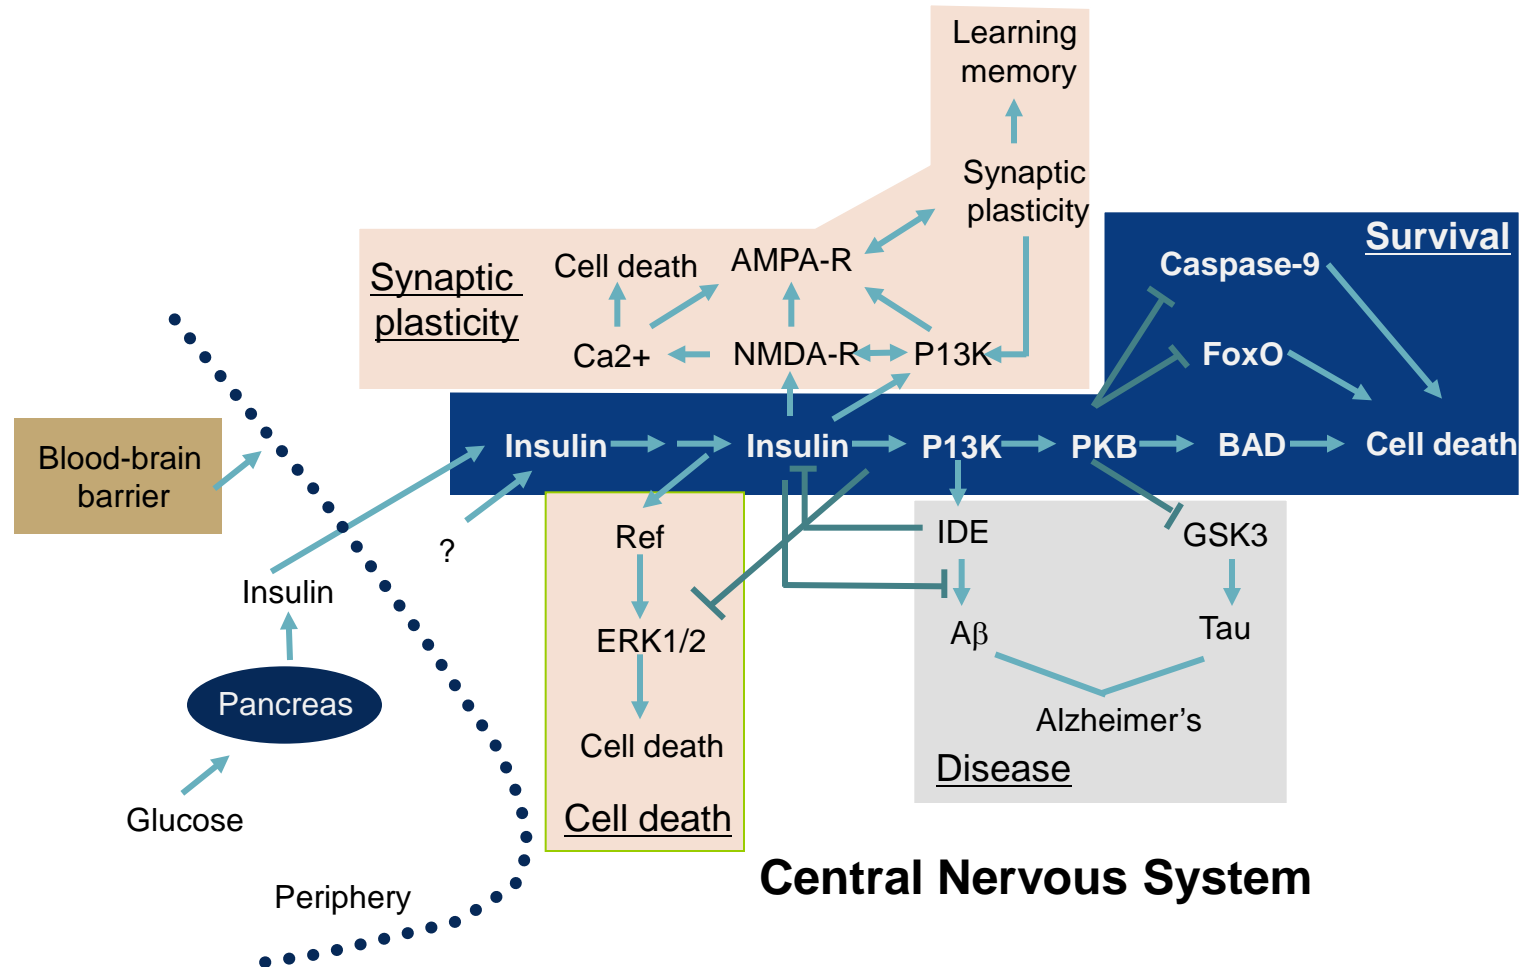 Learning
memory
Synaptic
plasticity
Survival
Caspase-9
Synaptic
plasticity
Cell death
AMPA-R
Ca2+
NMDA-R
P13K
FoxO
Blood-brain
barrier
Insulin
Insulin
P13K
PKB
BAD
Cell death
?
Ref
IDE
GSK3
Insulin
ERK1/2
Aβ
Tau
Pancreas
Cell death
Alzheimer's
Disease
Glucose
Cell death
Central Nervous System
Periphery